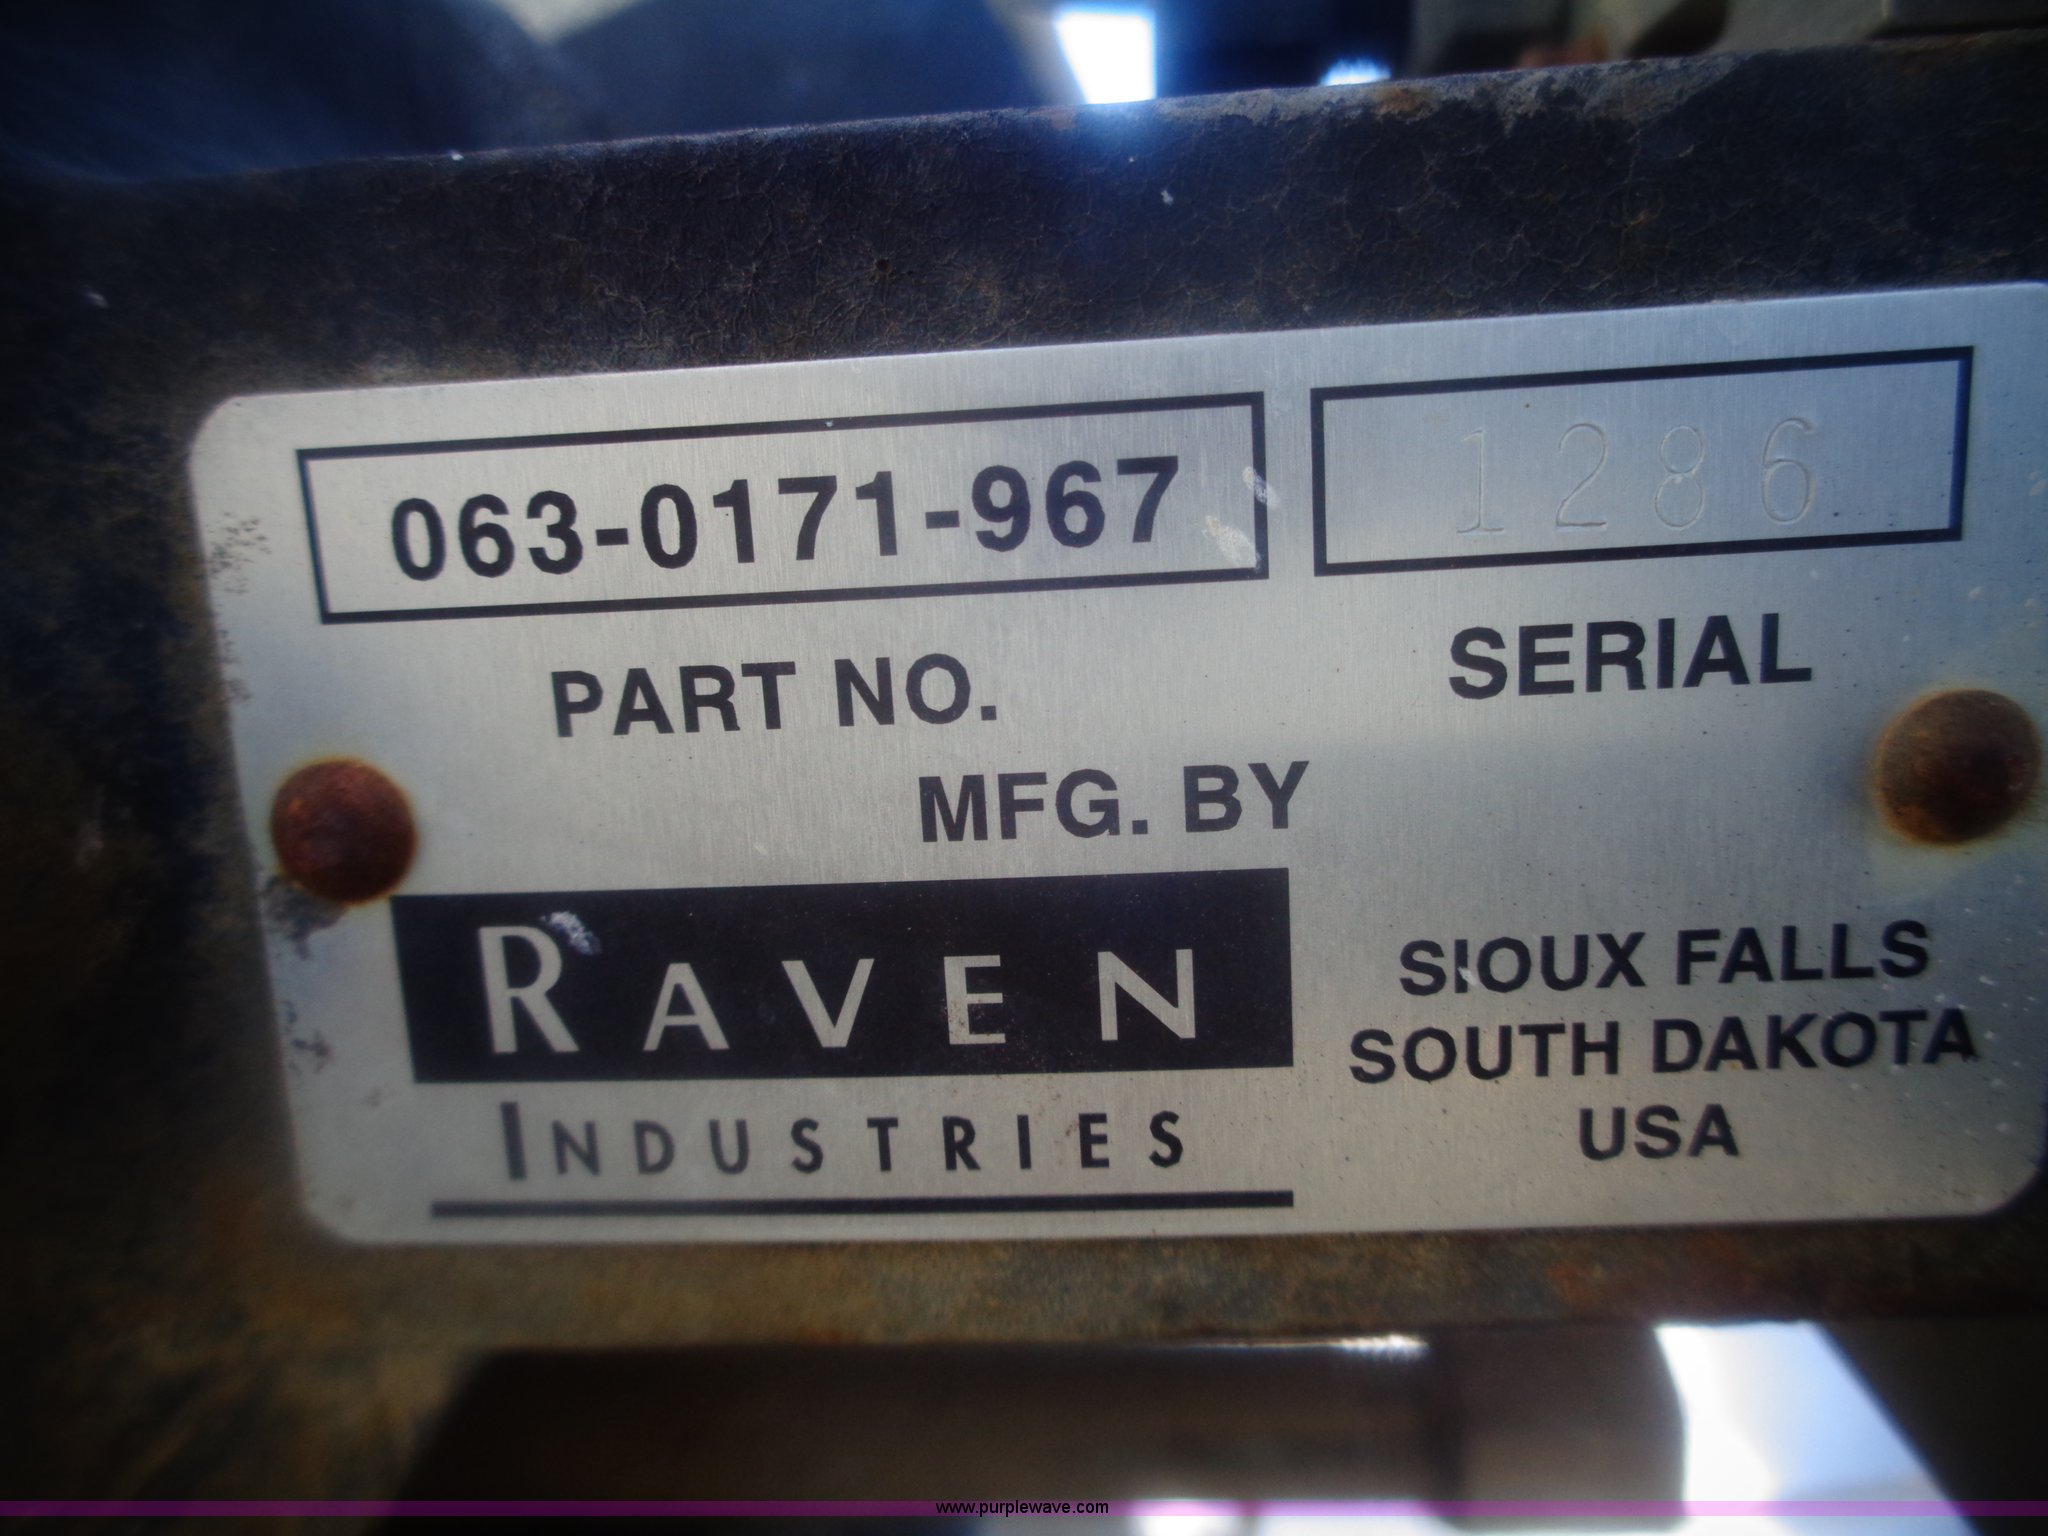 063-0171-967
1286
PART NO.
SERIAL
MFG. BY
RAVEN
INDUSTRIES
SIOUX FALLS
SOUTH DAKOTA
USA
www.purplewave.com